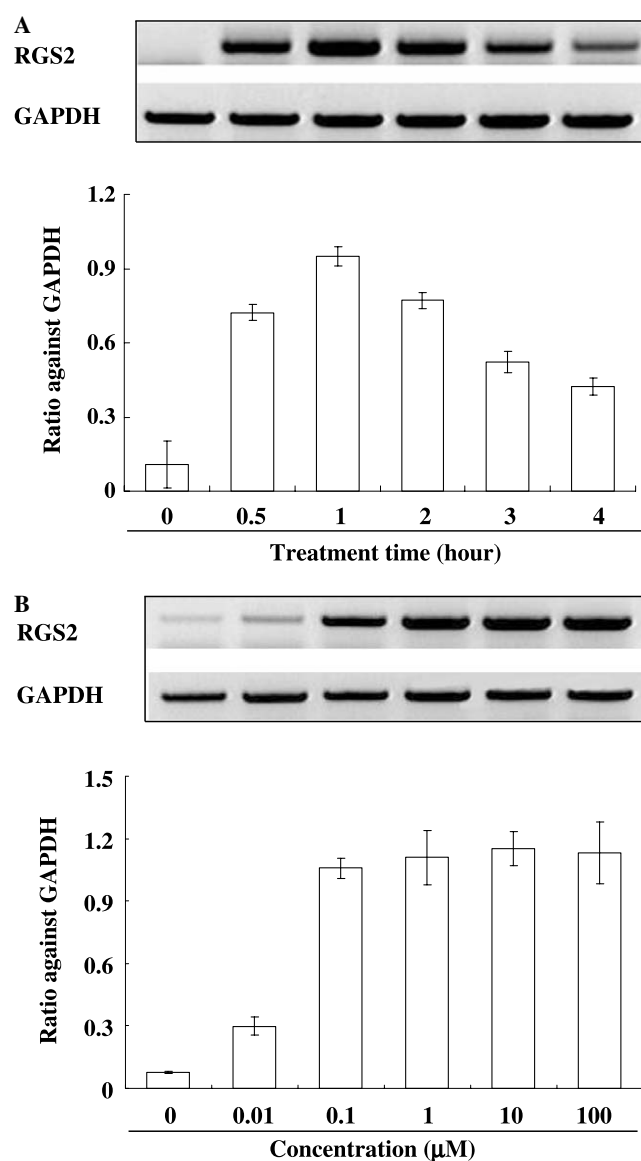 A
RGS2
GAPDH
Ratio against GAPDH
1.2
0.9
0.6
0.3
0
0 0.5 1 2 3 4
Treatment time (hour)
B
RGS2
GAPDH
Ratio against GAPDH
1.5
1.2
0.9
0.6
0.3
0
0 0.01 0.1 1 10 100
Concentration (μM)